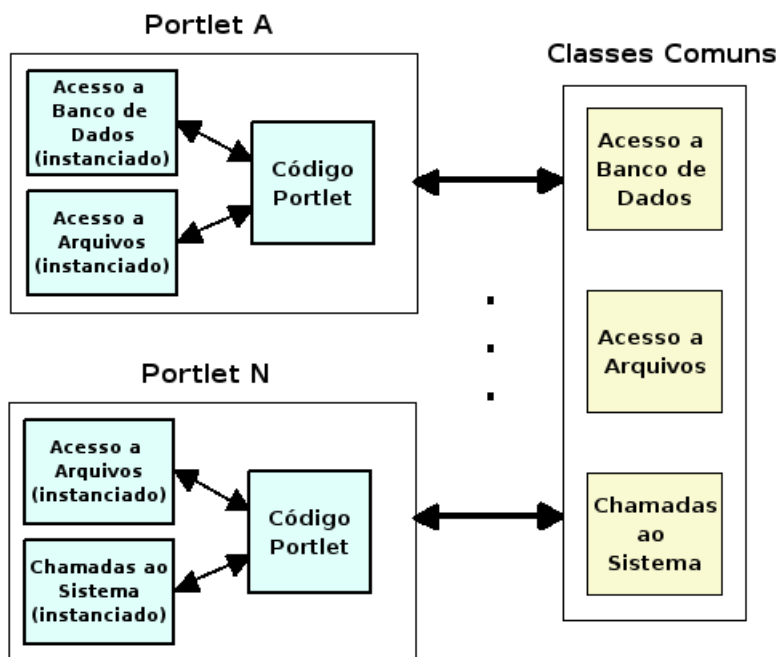 Portlet A
Acesso a
Banco de
Dados
(instanciado)
Acesso a
Arquivos
(instanciado)
Código
Portlet
Classes Comuns
Acesso a
Banco de
Dados
Acesso a
Arquivos
Chamadas
ao
Sistema
Portlet N
Acesso a
Arquivos
(instanciado)
Chamadas ao
Sistema
(instanciado)
Código
Portlet